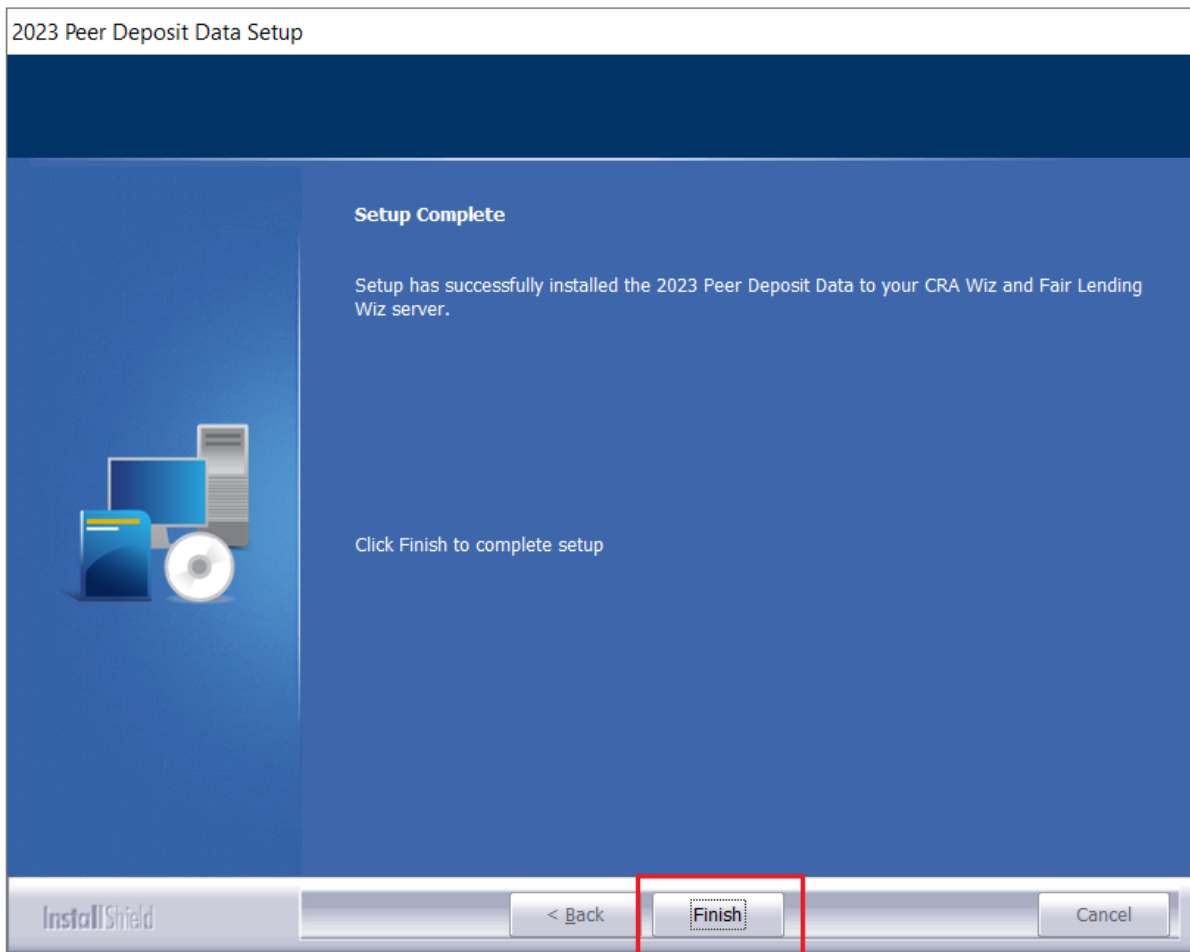 2023 Peer Deposit Data Setup
Setup Complete
Setup has successfully installed the 2023 Peer Deposit Data to your CRA Wiz and Fair Lending
Wiz server.
Click Finish to complete setup
InstallShield
< Back
Finish
Cancel